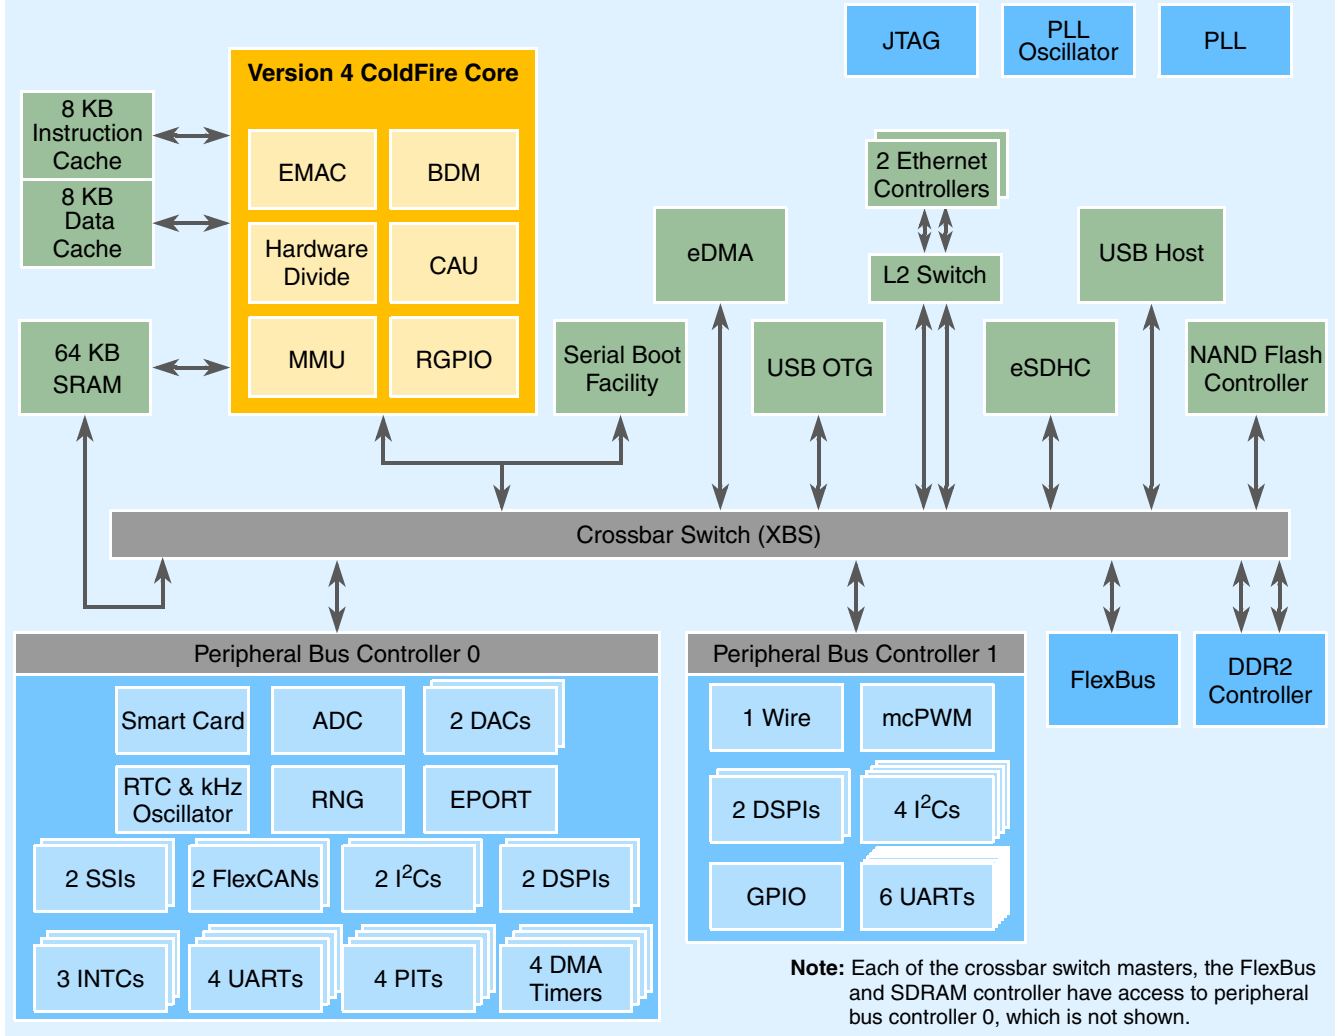 JTAG
PLL
Oscillator
PLL
Version 4 ColdFire Core
8 KB
Instruction
Cache
8 KB
Data
Cache
EMAC
BDM
Hardware
Divide
CAU
MMU
RGPIO
64 KB
SRAM
Serial Boot
Facility
eDMA
USB OTG
2 Ethernet
Controllers
L2 Switch
eSDHC
USB Host
NAND Flash
Controller
Crossbar Switch (XBS)
Peripheral Bus Controller 0
Smart Card
ADC
2 DACs
RTC & kHz
Oscillator
RNG
EPORT
2 SSIs
2 FlexCANs
2 I²Cs
2 DSPIs
3 INTCs
4 UARTs
4 PITs
4 DMA
Timers
Peripheral Bus Controller 1
1 Wire
mcPWM
2 DSPIs
4 I²Cs
GPIO
6 UARTs
FlexBus
DDR2
Controller
Note: Each of the crossbar switch masters, the FlexBus
and SDRAM controller have access to peripheral
bus controller 0, which is not shown.